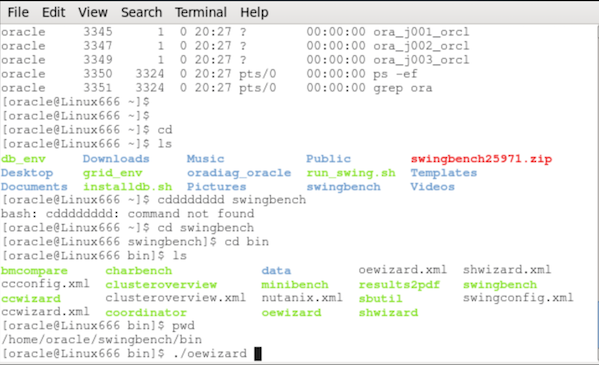 File Edit View Search Terminal Help
oracle 3345 1 0 20:27 ? 00:00:00 ora_j001_orcl
oracle 3347 1 0 20:27 ? 00:00:00 ora_j002_orcl
oracle 3349 1 0 20:27 ? 00:00:00 ora_j003_orcl
oracle 3350 3324 0 20:27 pts/0 00:00:00 ps -ef
oracle 3351 3324 0 20:27 pts/0 00:00:00 grep ora
[oracle@Linux666 ~]$
[oracle@Linux666 ~]$
[oracle@Linux666 ~]$ cd
[oracle@Linux666 ~]$ ls
db_env Downloads Music Public swingbench25971.zip
Desktop grid_env oradiag_oracle run_swing.sh Templates
Documents installdb.sh Pictures swingbench Videos
[oracle@Linux666 ~]$ cddddddddd swingbench
bash: cddddddddd: command not found
[oracle@Linux666 ~]$ cd swingbench
[oracle@Linux666 swingbench]$ cd bin
[oracle@Linux666 bin]$ ls
bmcompare charbench data oewizard.xml shwizard.xml
ccconfig.xml clusteroverview minibench results2pdf swingbench
ccwizard clusteroverview.xml nutanix.xml sbutil swingconfig.xml
ccwizard.xml coordinator oewizard shwizard
[oracle@Linux666 bin]$ pwd
/home/oracle/swingbench/bin
[oracle@Linux666 bin]$ ./oewizard